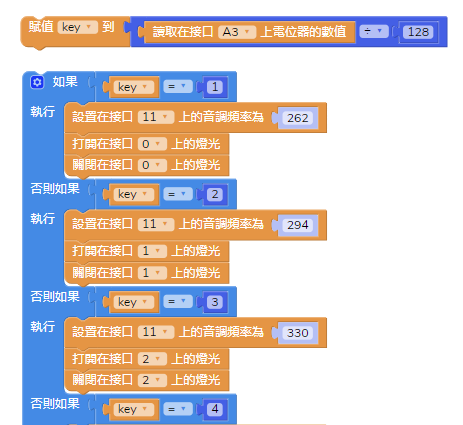 賦值 key 到 讀取在接口 A3 上電位器的數值 ÷ 128
如果 key = 1
執行 設置在接口 11 上的音調頻率為 262
打開在接口 0 上的燈光
關閉在接口 0 上的燈光
否則如果 key = 2
執行 設置在接口 11 上的音調頻率為 294
打開在接口 1 上的燈光
關閉在接口 1 上的燈光
否則如果 key = 3
執行 設置在接口 11 上的音調頻率為 330
打開在接口 2 上的燈光
關閉在接口 2 上的燈光
否則如果 key = 4